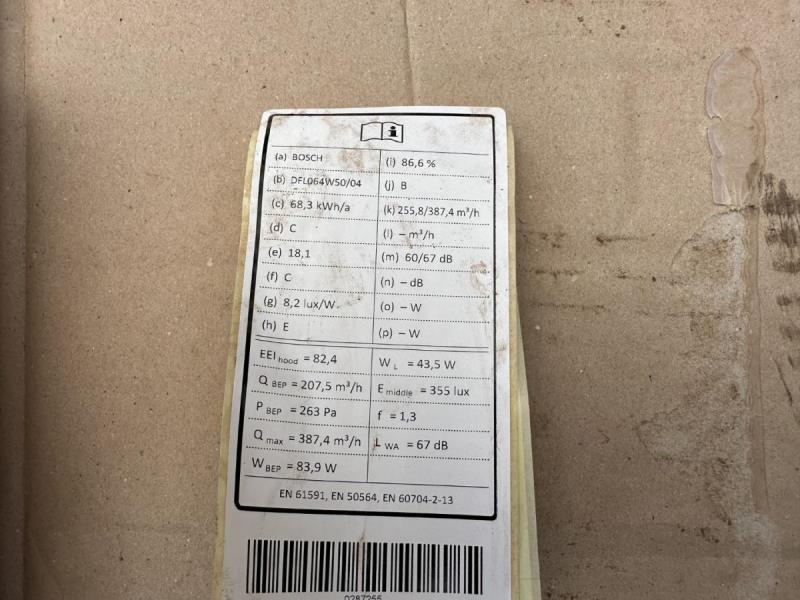 i
(a) BOSCH
(b) DFL064W50/04
(c) 68,3 kWh/a
(d) C
(e) 18,1
(f) C
(g) 8,2 lux/W
(h) E
(i) 86,6 %
(j) B
(k) 255,8/387,4 m³/h
(l) – m³/h
(m) 60/67 dB
(n) – dB
(o) – W
(p) – W
EEI hood = 82,4
Q BEP = 207,5 m³/h
P BEP = 263 Pa
Q max = 387,4 m³/h
W BEP = 83,9 W
W L = 43,5 W
E middle = 355 lux
f = 1,3
L WA = 67 dB
EN 61591, EN 50564, EN 60704-2-13
0287255